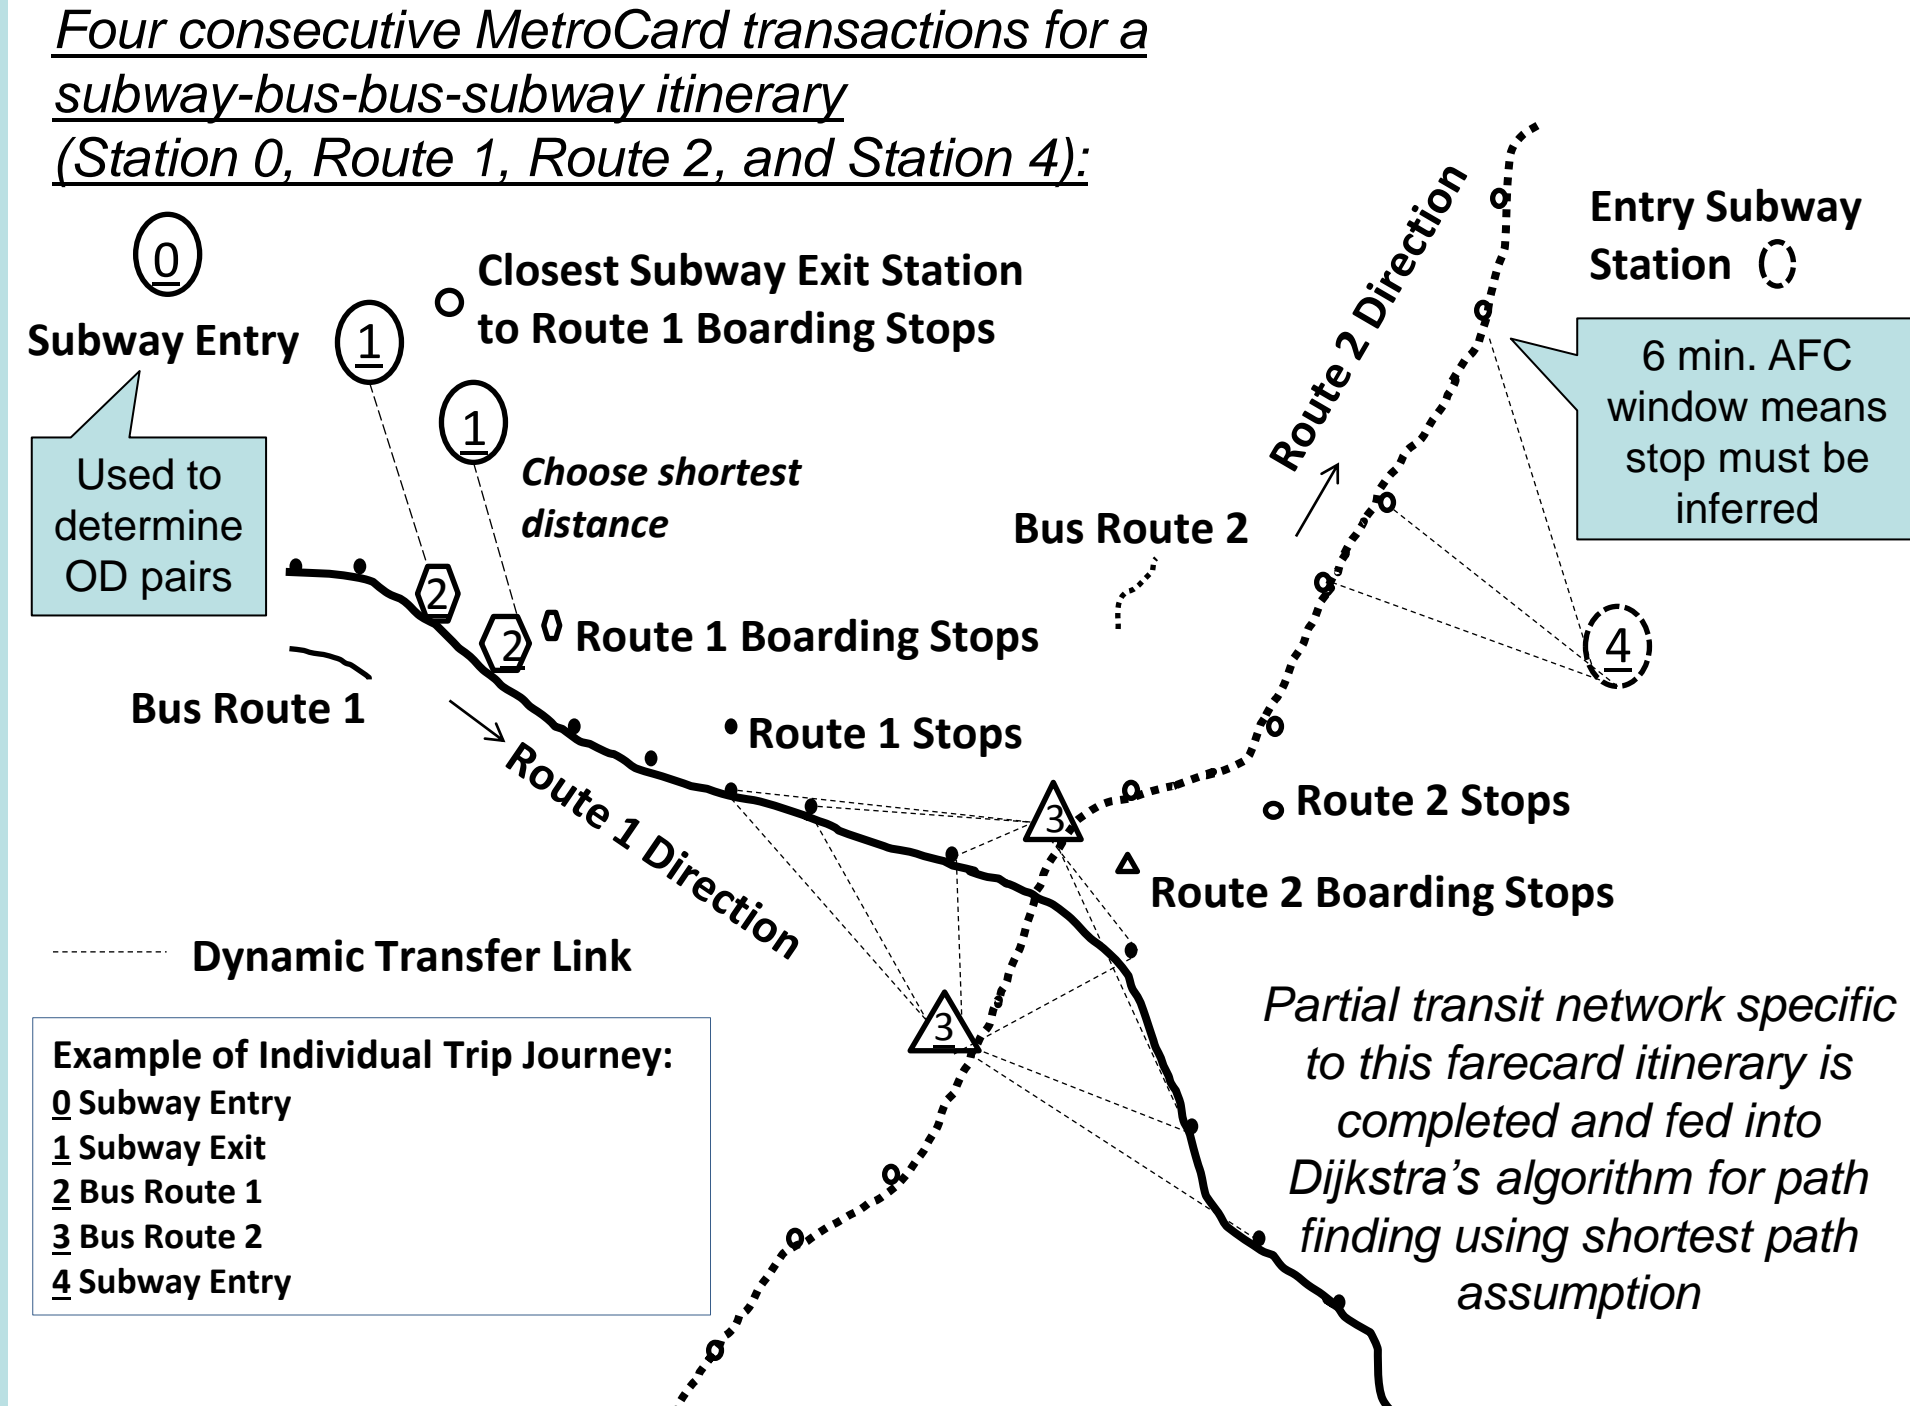 Four consecutive MetroCard transactions for a
subway-bus-bus-subway itinerary
(Station 0, Route 1, Route 2, and Station 4):
0
Subway Entry
1
Closest Subway Exit Station
to Route 1 Boarding Stops
1
Choose shortest
distance
Used to
determine
OD pairs
2
2
Route 1 Boarding Stops
Bus Route 1
Route 1 Direction
Route 1 Stops
Bus Route 2
Route 2 Direction
Entry Subway
Station
6 min. AFC
window means
stop must be
inferred
4
3
Route 2 Stops
Route 2 Boarding Stops
3
Dynamic Transfer Link
Example of Individual Trip Journey:
0 Subway Entry
1 Subway Exit
2 Bus Route 1
3 Bus Route 2
4 Subway Entry
Partial transit network specific
to this farecard itinerary is
completed and fed into
Dijkstra’s algorithm for path
finding using shortest path
assumption